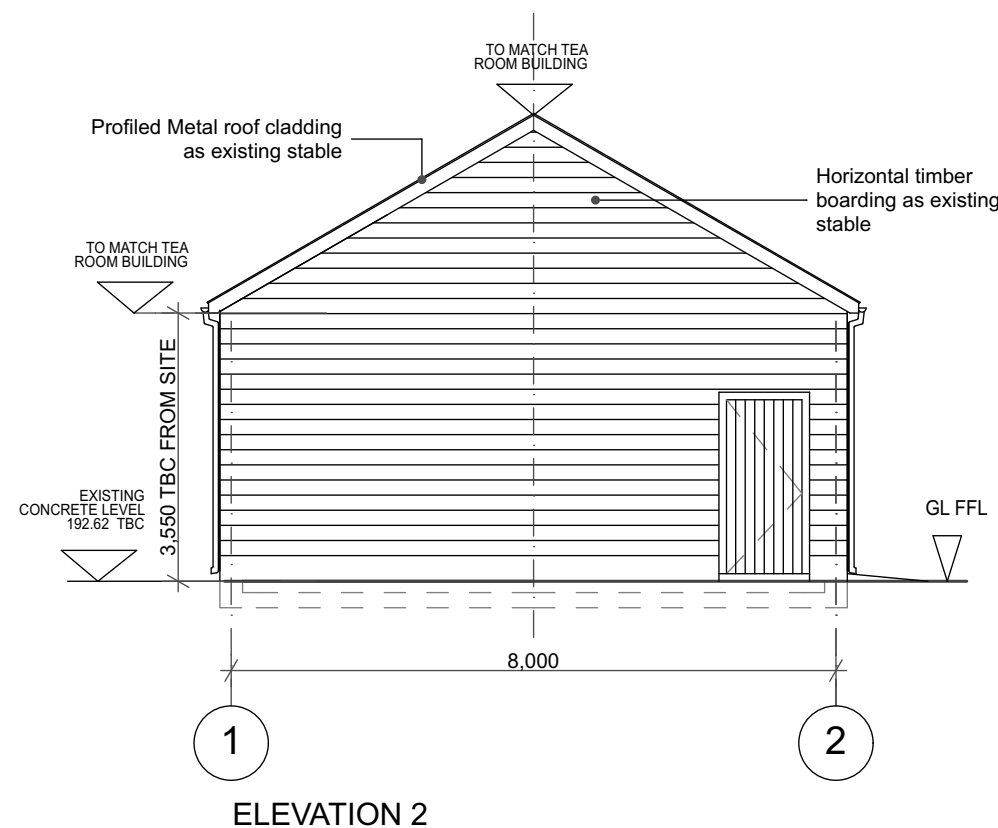 TO MATCH TEA
ROOM BUILDING
Profiled Metal roof cladding
as existing stable
Horizontal timber
boarding as existing
stable
TO MATCH TEA
ROOM BUILDING
3,550 TBC FROM SITE
EXISTING
CONCRETE LEVEL
192.62 TBC
GL FFL
8,000
1
2
ELEVATION 2